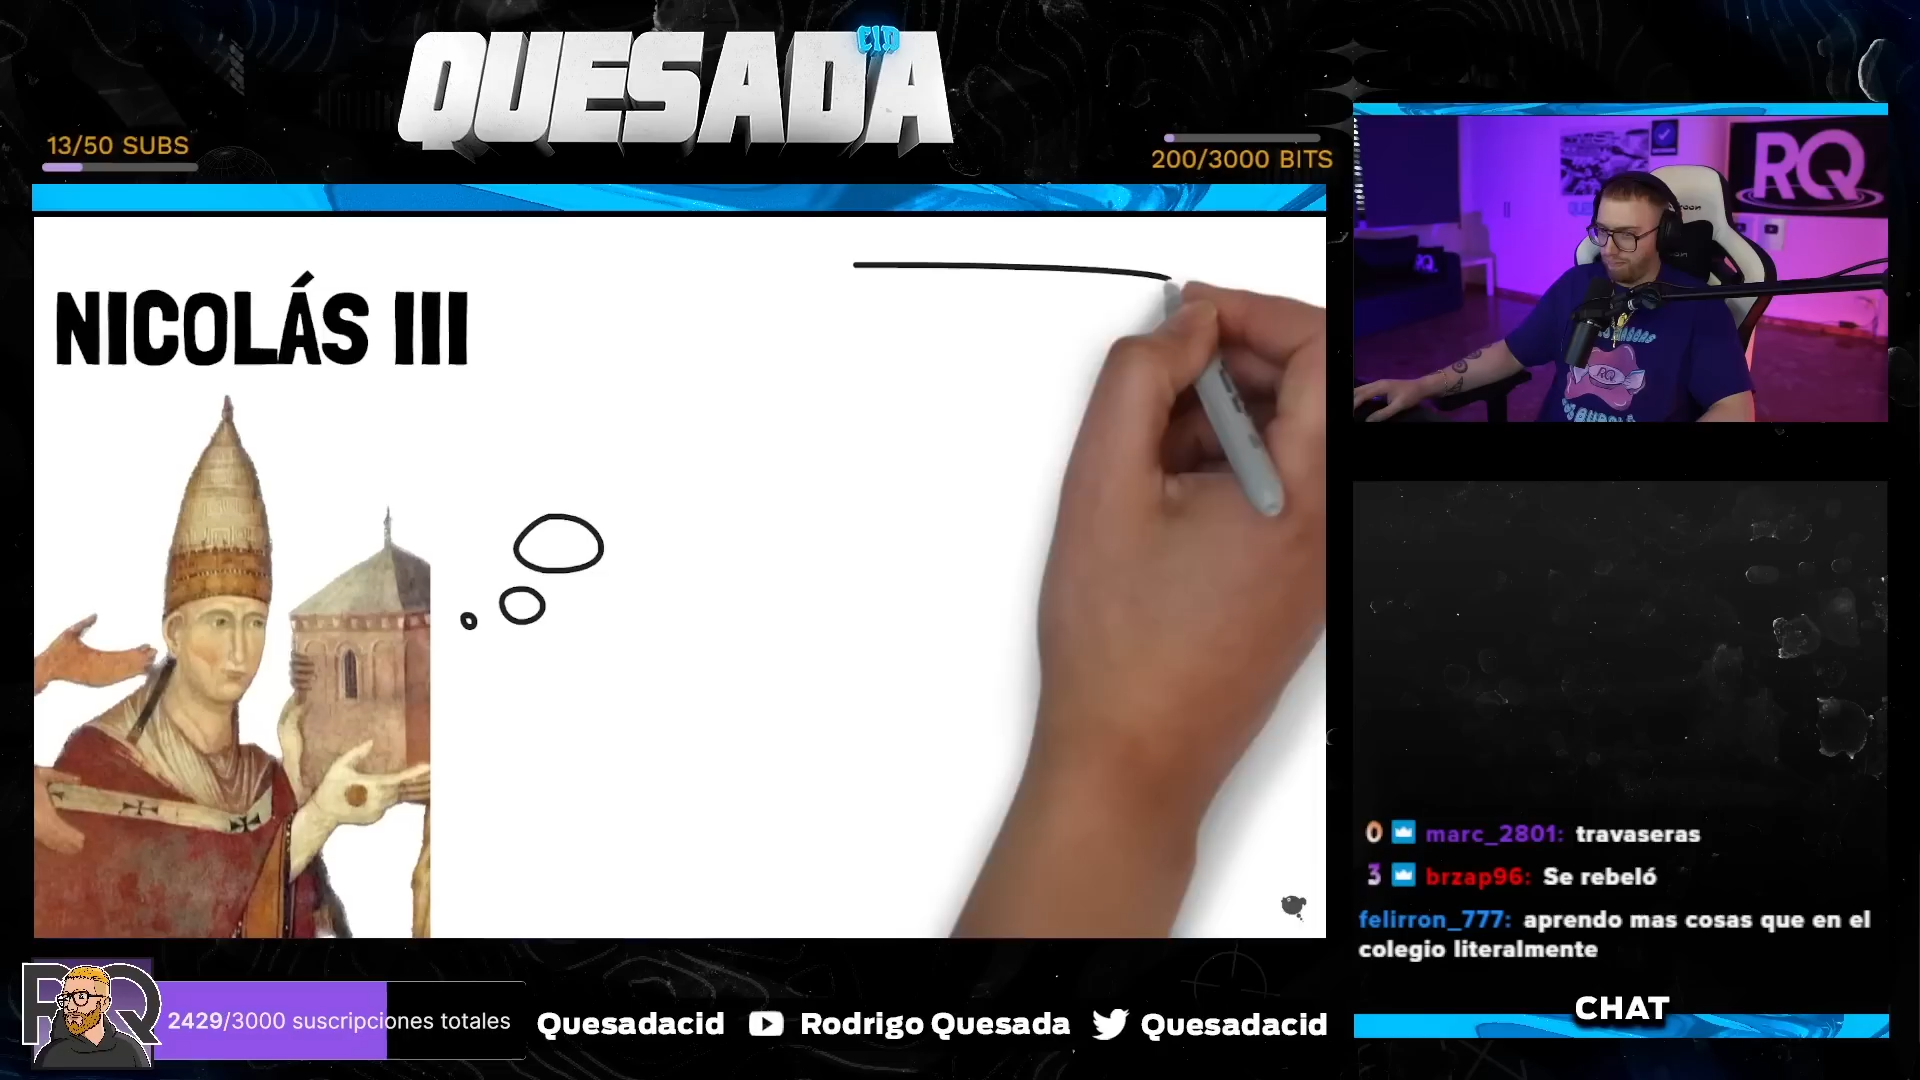 QUESADA
CID
13/50 SUBS
200/3000 BITS
RQ
NICOLÁS III
0 marc_2801: travaseras
3 brzap96: Se rebeló
felirron_777: aprendo mas cosas que en el
colegio literalmente
CHAT
RQ
2429/3000 suscripciones totales
Quesadacid
Rodrigo Quesada
Quesadacid